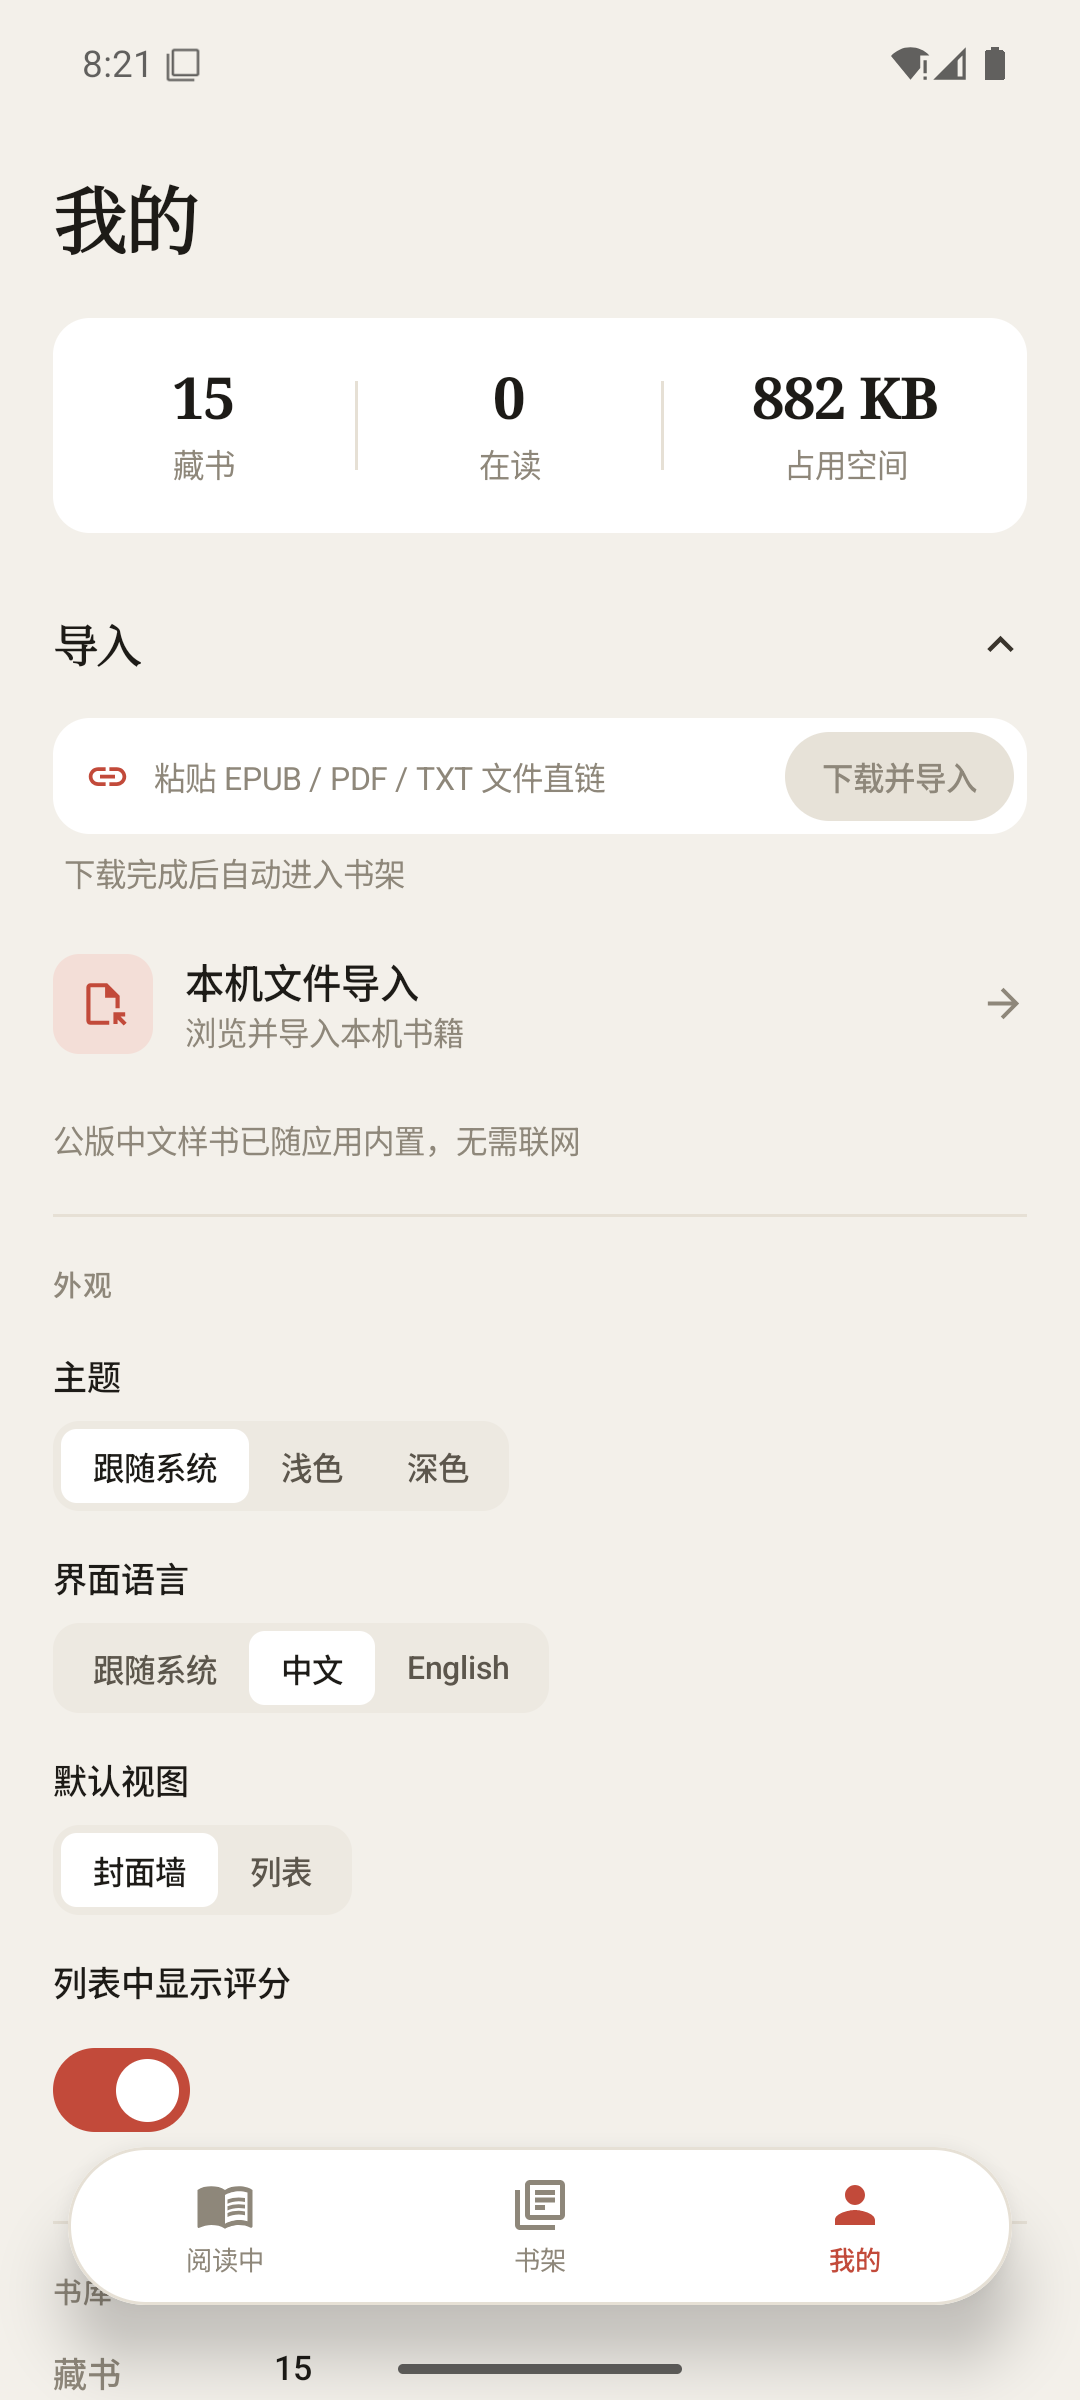 8:21
我的
15
藏书
0
在读
882 KB
占用空间
导入
粘贴 EPUB / PDF / TXT 文件直链
下载并导入
下载完成后自动进入书架
本机文件导入
浏览并导入本机书籍
公版中文样书已随应用内置，无需联网
外观
主题
跟随系统
浅色
深色
界面语言
跟随系统
中文
English
默认视图
封面墙
列表
列表中显示评分
阅读中
书架
我的
书库
藏书
15